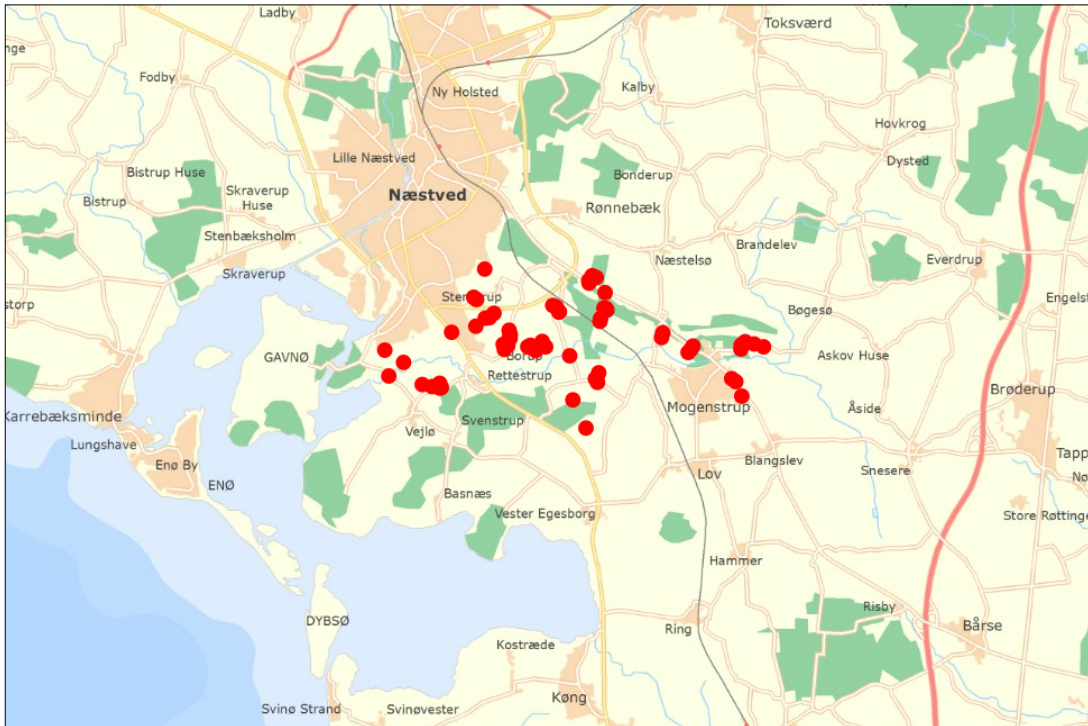 Ladby
Toksværd
nge
Fodby
Ny Holsted
Kalby
Hovkrog
Lille Næstved
Dysted
Bistrup Huse
Bonderup
Skraverup
Huse
Næstved
Bistrup
Rønnebæk
Stenbæksholm
Brandelev
Næstelsø
Everdrup
Skraverup
storp
Engelst
Bøgesø
GAVNØ
Borup
Askov Huse
Rettestrup
Brøderup
Karrebæksminde
Mogenstrup
Åside
Svenstrup
Lungshave
Vejlø
Tapp
Enø By
Blangslev
Snesere
Lov
Nø
ENØ
Basnæs
Vester Egesborg
Store Røttinge
Hammer
Risby
DYBSØ
Ring
Bårse
Kostræde
Køng
Svinø Strand
Svinøvester